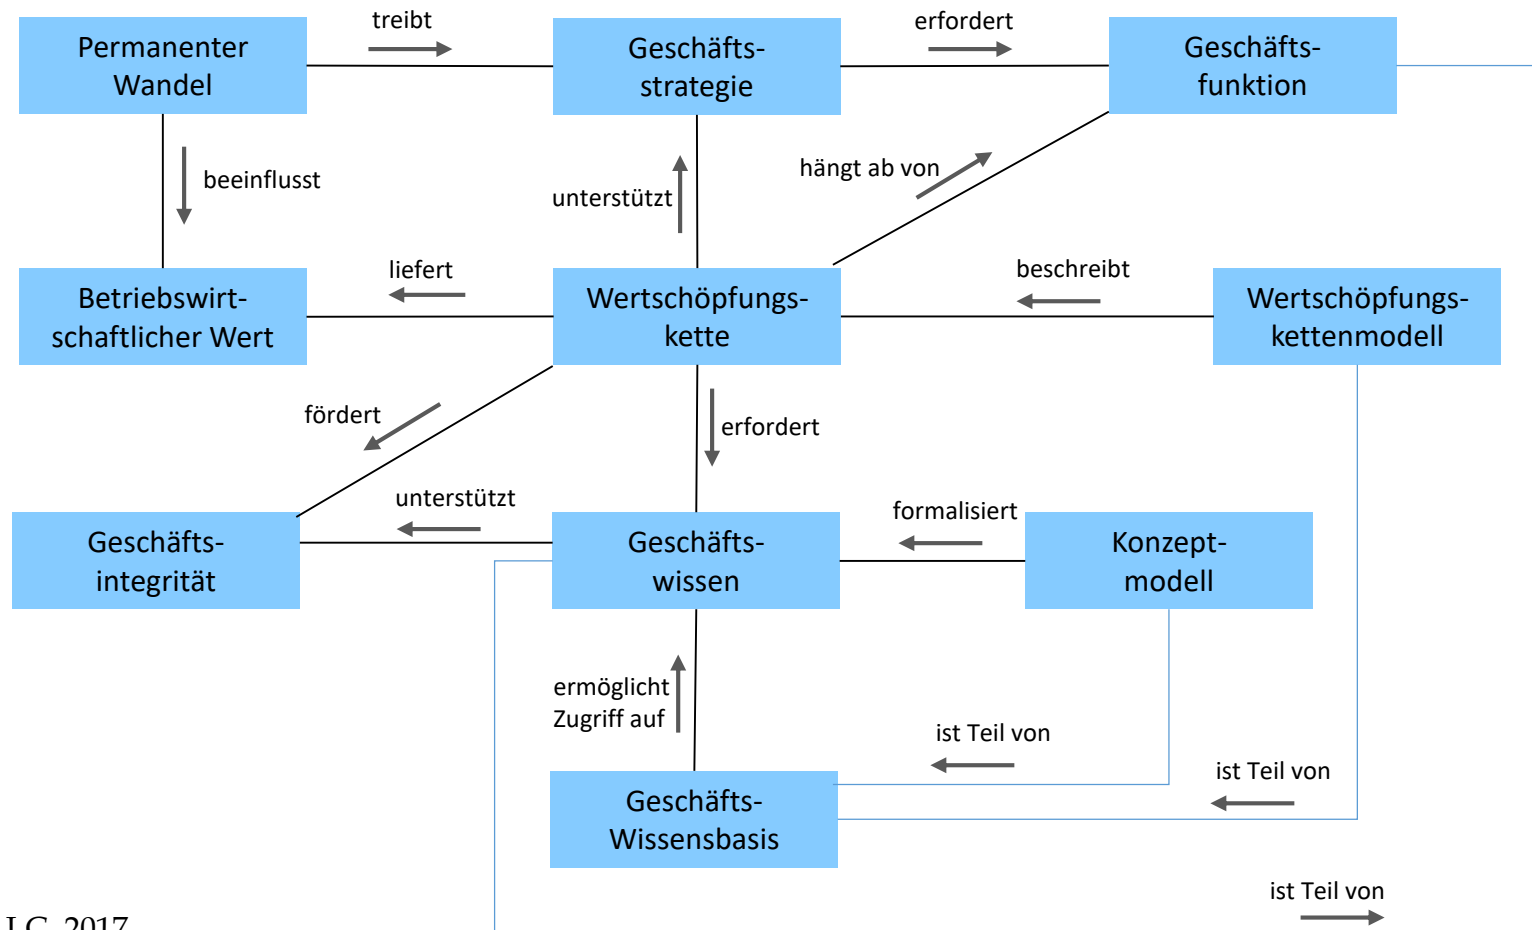 treibt
erfordert
Permanenter
Wandel
Geschäfts-
strategie
Geschäfts-
funktion
beeinflusst
unterstützt
hängt ab von
liefert
beschreibt
Betriebswirt-
schaftlicher Wert
Wertschöpfungs-
kette
Wertschöpfungs-
kettenmodell
fördert
erfordert
unterstützt
formalisiert
Geschäfts-
integrität
Geschäfts-
wissen
Konzept-
modell
ermöglicht
Zugriff auf
ist Teil von
ist Teil von
Geschäfts-
Wissensbasis
ist Teil von
2017